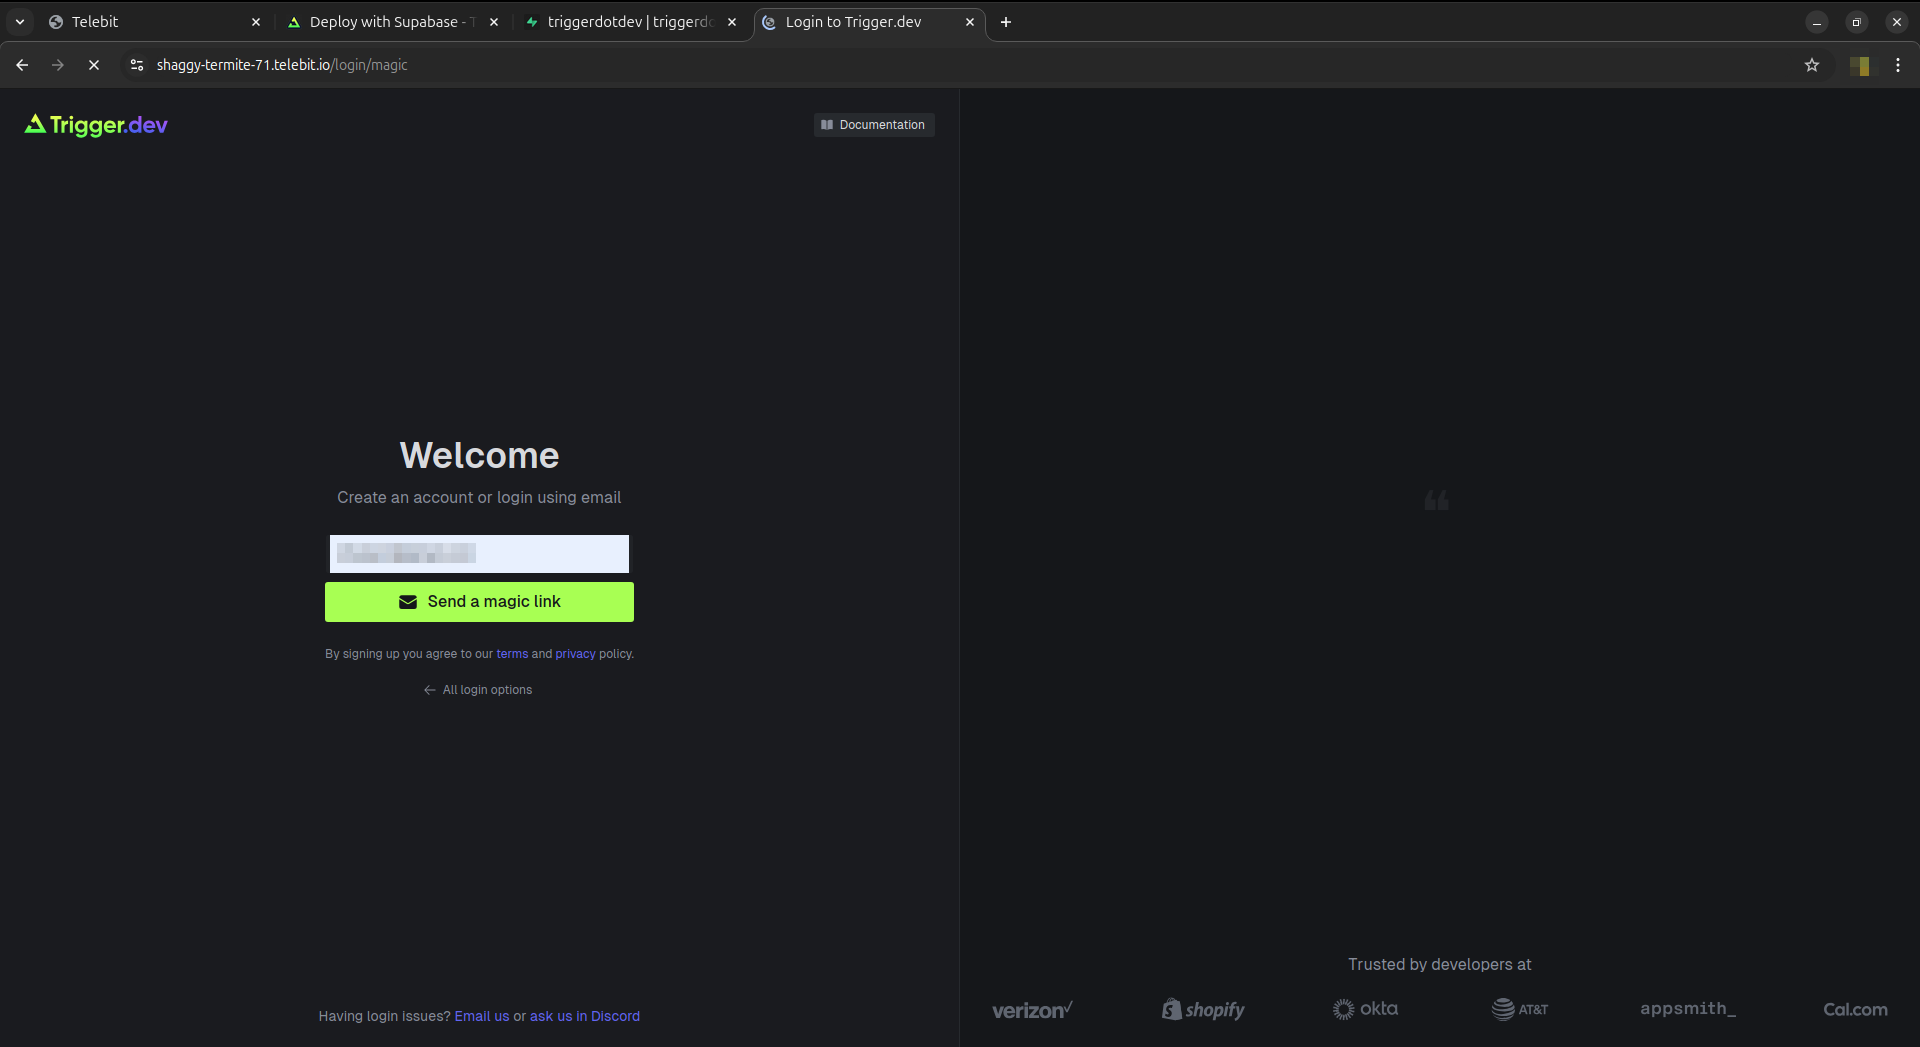 Telebit
Deploy with Supabase - T
triggerdotdev | triggerdo
Login to Trigger.dev
shaggy-termite-71.telebit.io/login/magic
Trigger.dev
Documentation
Welcome
Create an account or login using email
Send a magic link
By signing up you agree to our terms and privacy policy.
← All login options
Having login issues? Email us or ask us in Discord
❝
Trusted by developers at
verizon✓
shopify
okta
AT&T
appsmith_
Cal.com